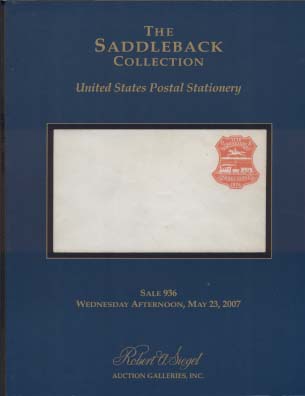 THE
SADDLEBACK
COLLECTION
United States Postal Stationery
SALE 936
WEDNESDAY AFTERNOON, MAY 23, 2007
Robert A. Siegel
AUCTION GALLERIES, INC.